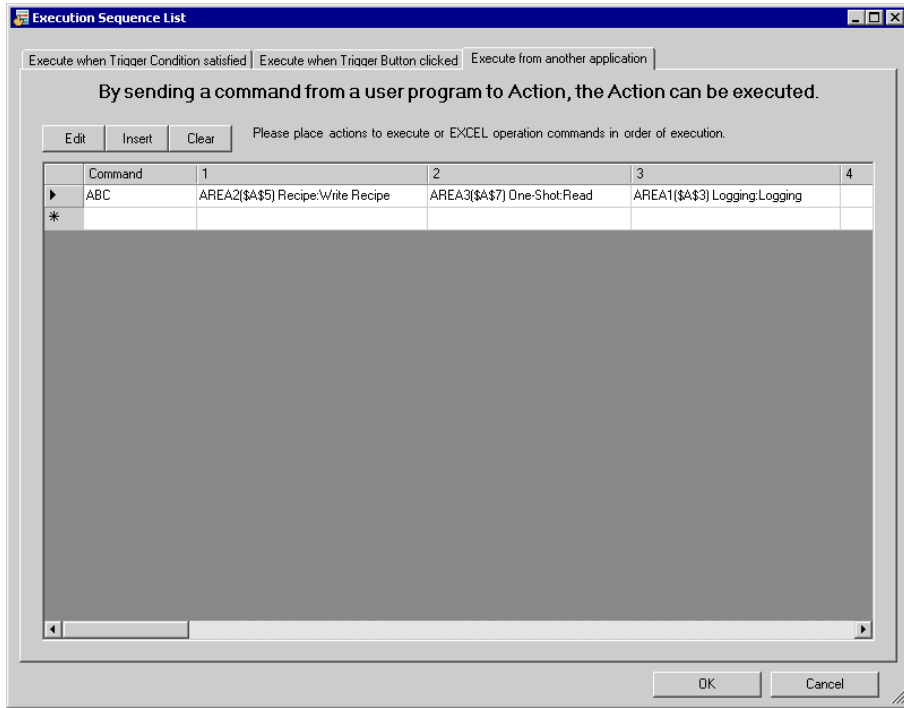 Execution Sequence List
Execute when Trigger Condition satisfied Execute when Trigger Button clicked Execute from another application
By sending a command from a user program to Action, the Action can be executed.
Edit Insert Clear Please place actions to execute or EXCEL operation commands in order of execution.
Command 1 2 3 4
ABC AREA2($A$5) Recipe:Write Recipe AREA3($A$7) One-Shot:Read AREA1($A$3) Logging:Logging
OK Cancel